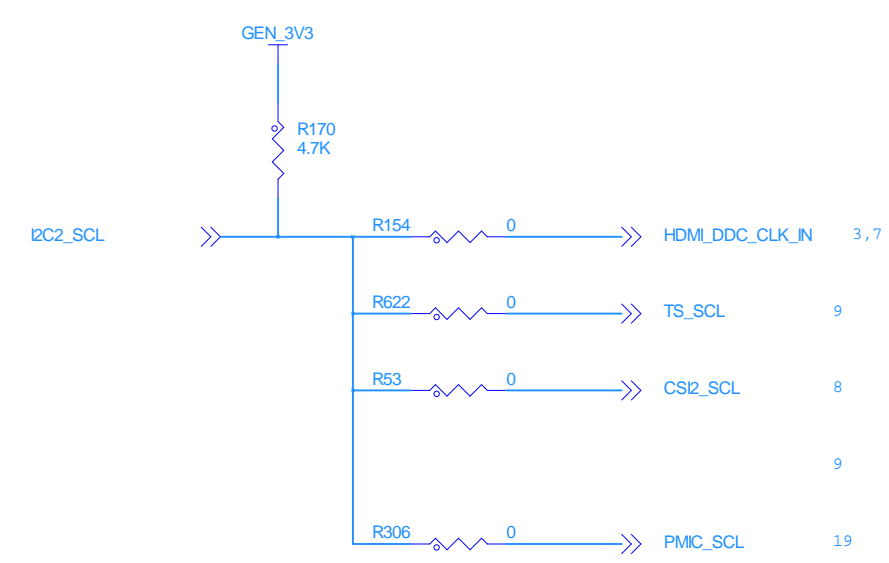 GEN_3V3
R170
4.7K
I2C2_SCL
R154 0 HDMI_DDC_CLK_IN 3,7
R622 0 TS_SCL 9
R53 0 CSI2_SCL 8
9
R306 0 PMIC_SCL 19